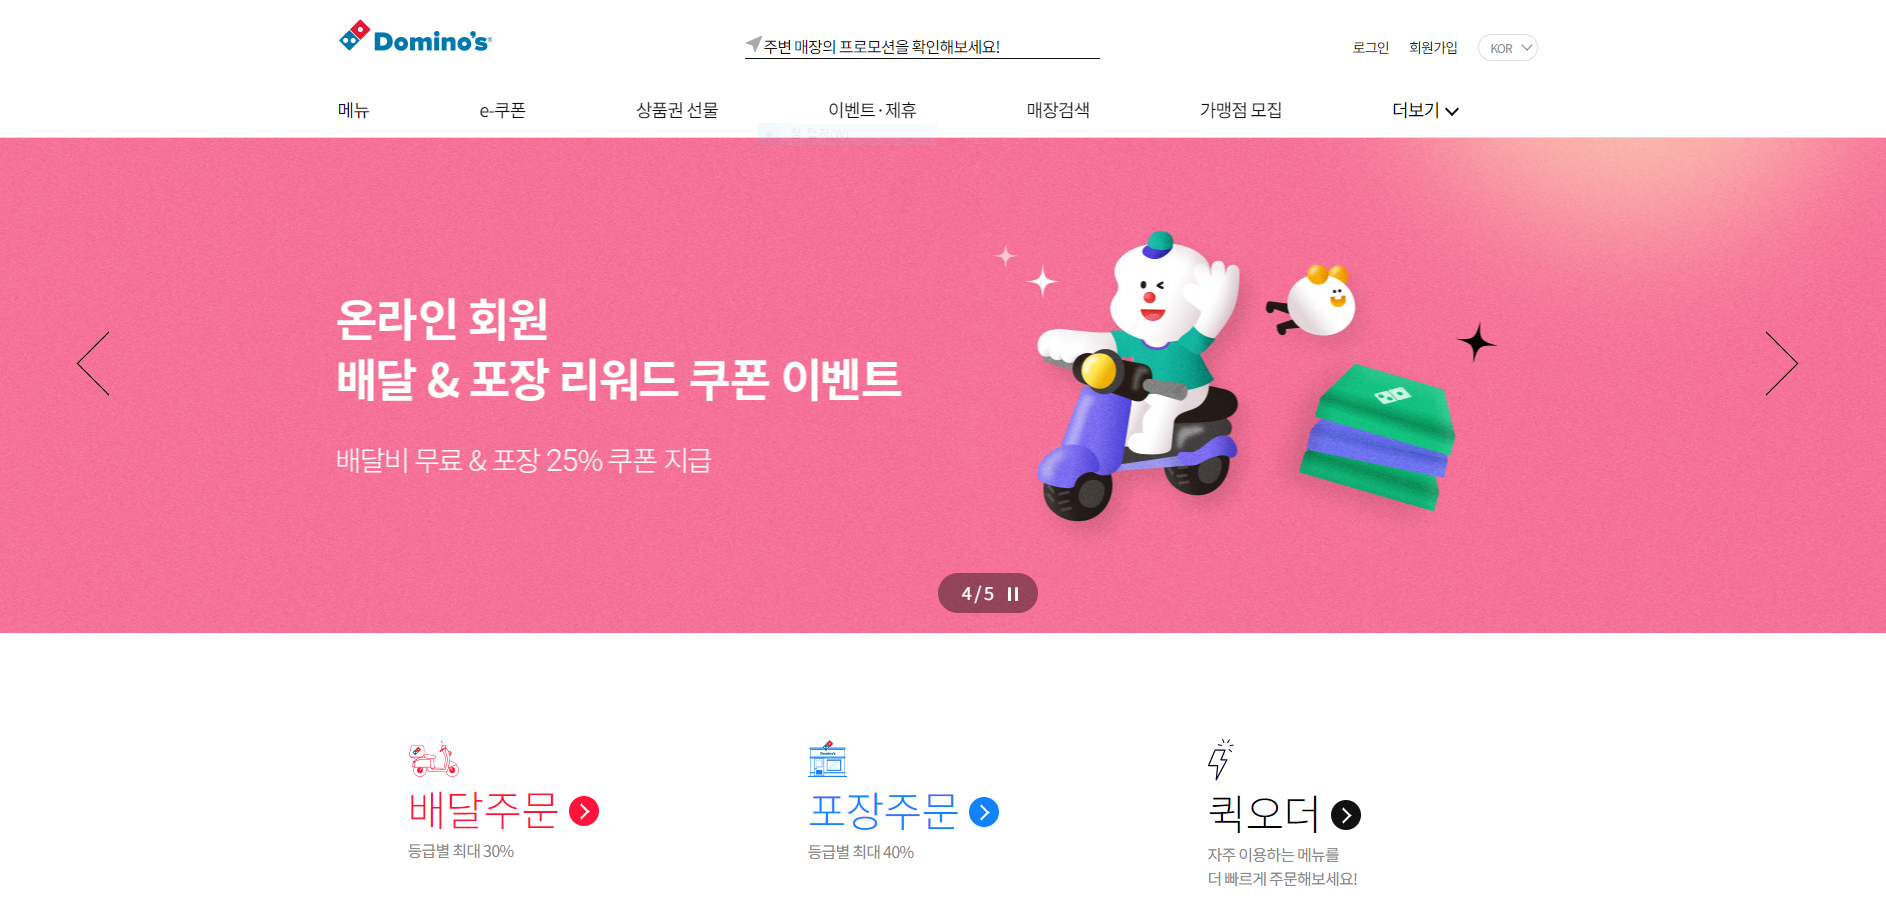 Domino's
주변 매장의 프로모션을 확인해보세요!
로그인 회원가입 KOR
메뉴 e-쿠폰 상품권 선물 이벤트·제휴 매장검색 가맹점 모집 더보기
온라인 회원
배달 & 포장 리워드 쿠폰 이벤트
배달비 무료 & 포장 25% 쿠폰 지급
4/5
배달주문
등급별 최대 30%
Domino's
포장주문
등급별 최대 40%
퀵오더
자주 이용하는 메뉴를
더 빠르게 주문해보세요!